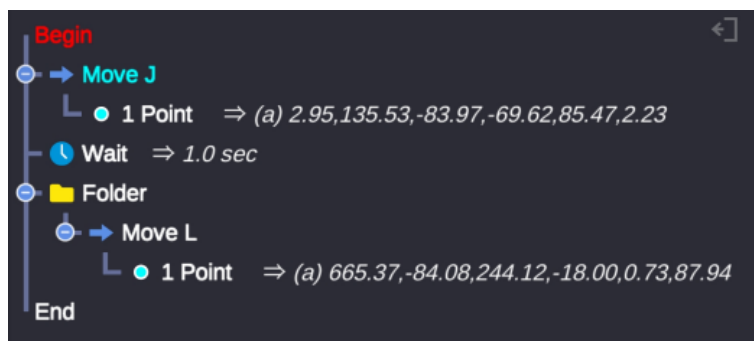 Begin
Move J
1 Point ⇒ (a) 2.95,135.53,-83.97,-69.62,85.47,2.23
Wait ⇒ 1.0 sec
Folder
Move L
1 Point ⇒ (a) 665.37,-84.08,244.12,-18.00,0.73,87.94
End